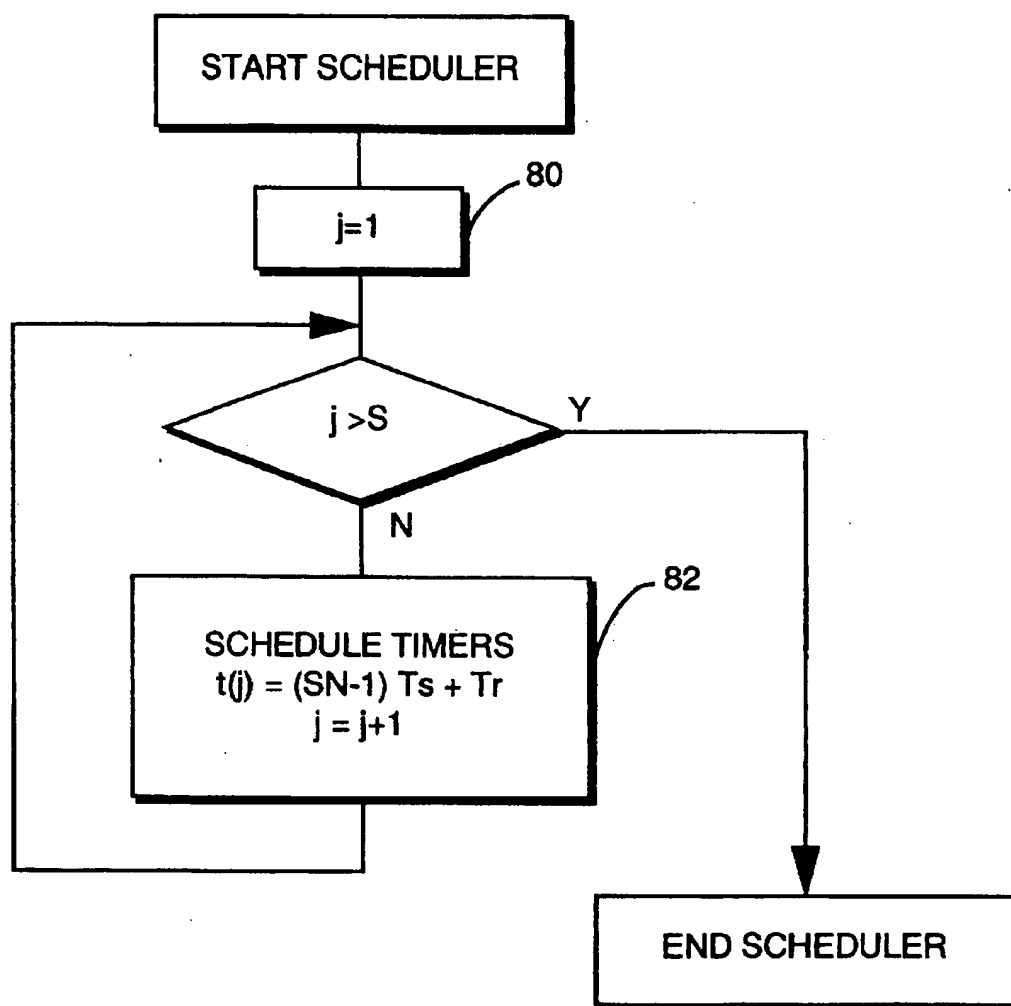 START SCHEDULER
80
j=1
j >S
Y
N
82
SCHEDULE TIMERS
t(j) = (SN-1) Ts + Tr
j = j+1
END SCHEDULER